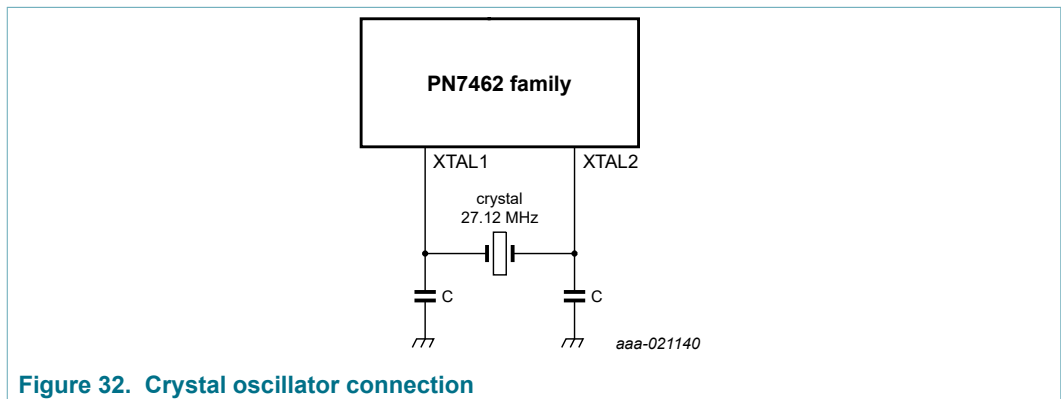 PN7462 family
XTAL1
XTAL2
crystal
27.12 MHz
C
C
aaa-021140
Figure 32. Crystal oscillator connection